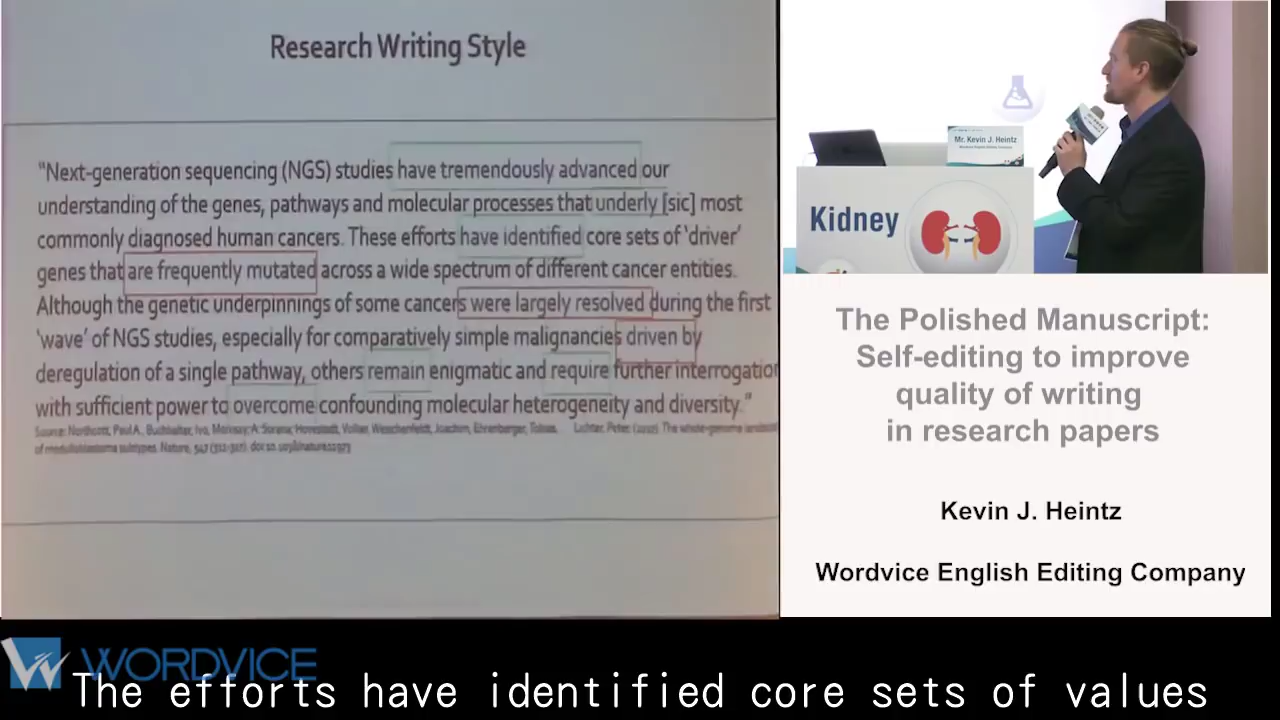 Research Writing Style
"Next-generation sequencing (NGS) studies have tremendously advanced our
understanding of the genes, pathways and molecular processes that underly [sic] most
commonly diagnosed human cancers. These efforts have identified core sets of 'driver'
genes that are frequently mutated across a wide spectrum of different cancer entities.
Although the genetic underpinnings of some cancers were largely resolved during the first
'wave' of NGS studies, especially for comparatively simple malignancies driven by
deregulation of a single pathway, others remain enigmatic and require further interrogation
with sufficient power to overcome confounding molecular heterogeneity and diversity."
Mr. Kevin J. Heintz
Kidney
The Polished Manuscript:
Self-editing to improve
quality of writing
in research papers
Kevin J. Heintz
Wordvice English Editing Company
WORDVICE
The efforts have identified core sets of values